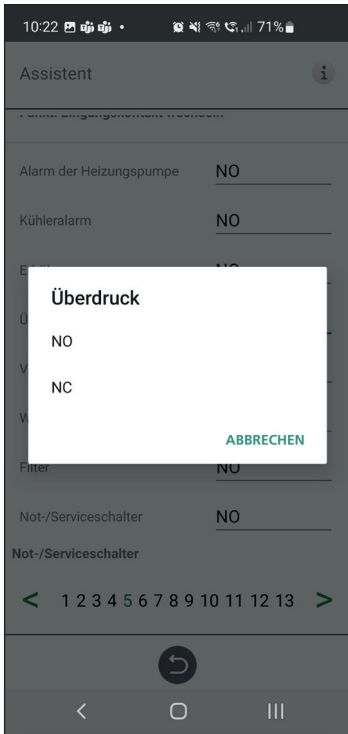 10:22 71%
Assistent i
Alarm der Heizungspumpe NO
Kühleralarm NO
Überdruck
NO
NC
ABBRECHEN
Filter NO
Not-/Serviceschalter NO
Not-/Serviceschalter
< 1 2 3 4 5 6 7 8 9 10 11 12 13 >